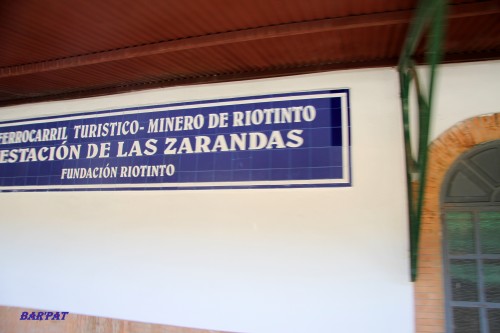 FERROCARRIL TURISTICO-MINERO DE RIOTINTO
ESTACIÓN DE LAS ZARANDAS
FUNDACIÓN RIOTINTO
BAR'PAT